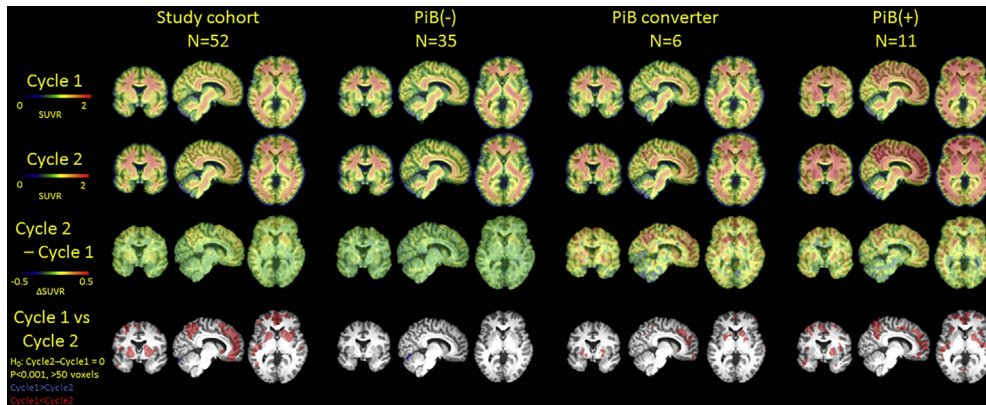 Study cohort
N=52
PiB(-)
N=35
PiB converter
N=6
PiB(+)
N=11
Cycle 1
0 2
SUVR
Cycle 2
0 2
SUVR
Cycle 2
– Cycle 1
-0.5 0.5
ΔSUVR
Cycle 1 vs
Cycle 2
H₀: Cycle2–Cycle1 = 0
P<0.001, >50 voxels
Cycle1>Cycle2
Cycle1<Cycle2